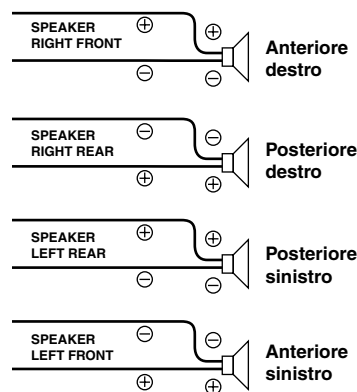 SPEAKER
RIGHT FRONT
+
+
−
−
Anteriore
destro
SPEAKER
RIGHT REAR
−
−
+
+
Posteriore
destro
SPEAKER
LEFT REAR
+
+
−
−
Posteriore
sinistro
SPEAKER
LEFT FRONT
−
−
+
+
Anteriore
sinistro